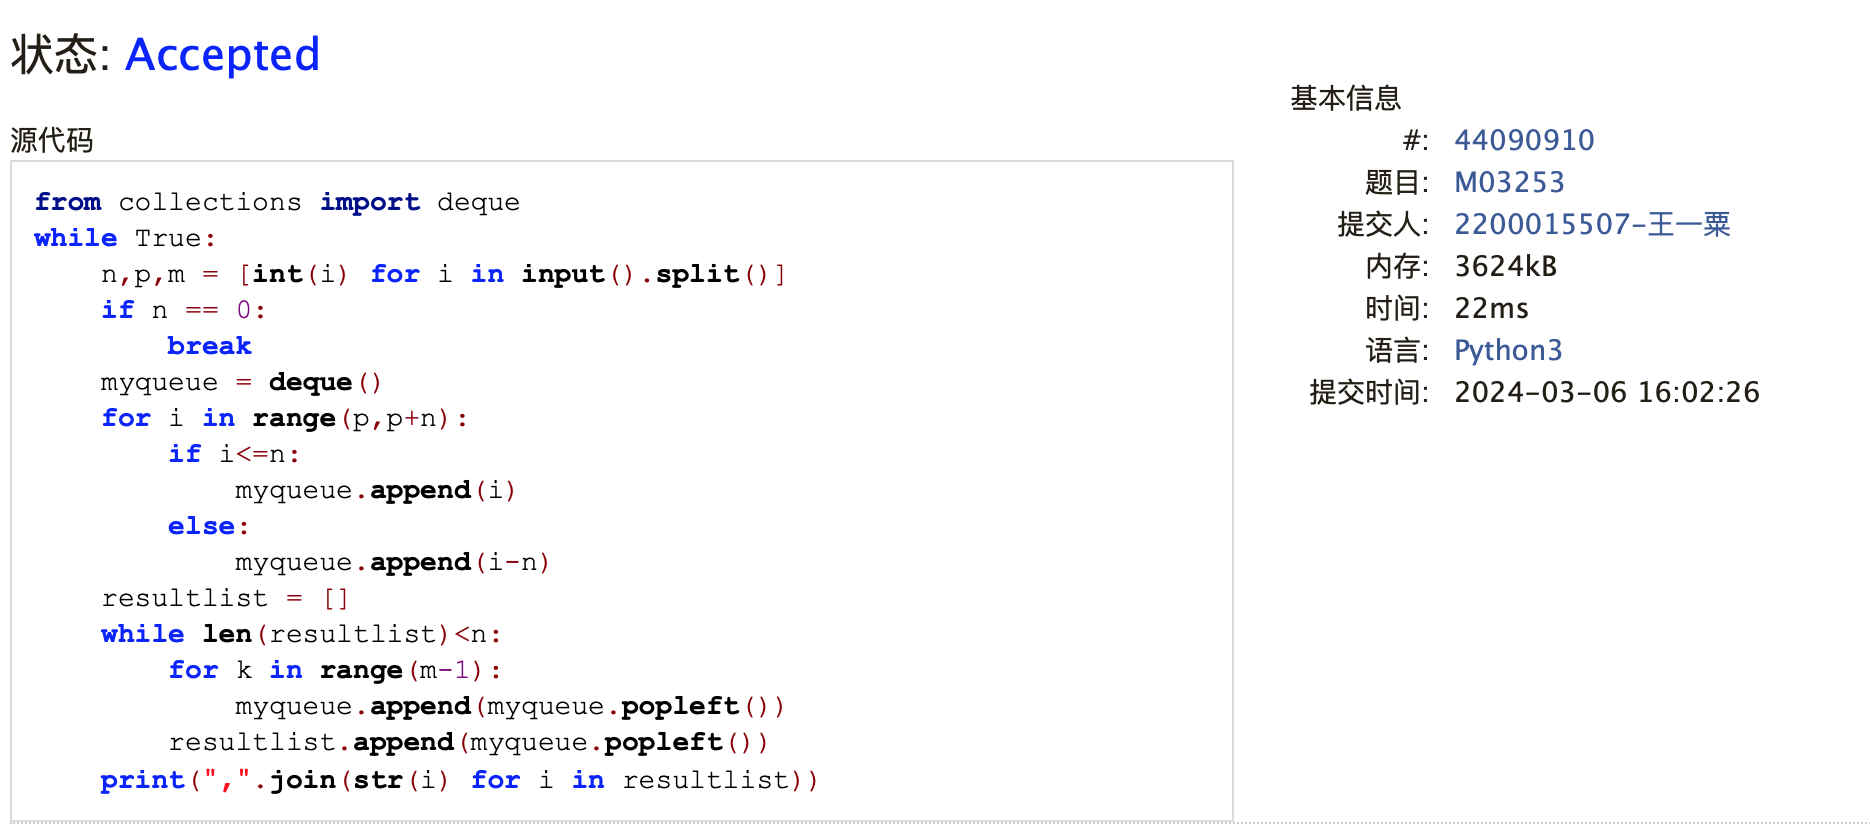 状态: Accepted
源代码
from collections import deque
while True:
    n,p,m = [int(i) for i in input().split()]
    if n == 0:
        break
    myqueue = deque()
    for i in range(p,p+n):
        if i<=n:
            myqueue.append(i)
        else:
            myqueue.append(i-n)
    resultlist = []
    while len(resultlist)<n:
        for k in range(m-1):
            myqueue.append(myqueue.popleft())
        resultlist.append(myqueue.popleft())
    print(",".join(str(i) for i in resultlist))
基本信息
#: 44090910
题目: M03253
提交人: 2200015507-王一粟
内存: 3624kB
时间: 22ms
语言: Python3
提交时间: 2024-03-06 16:02:26